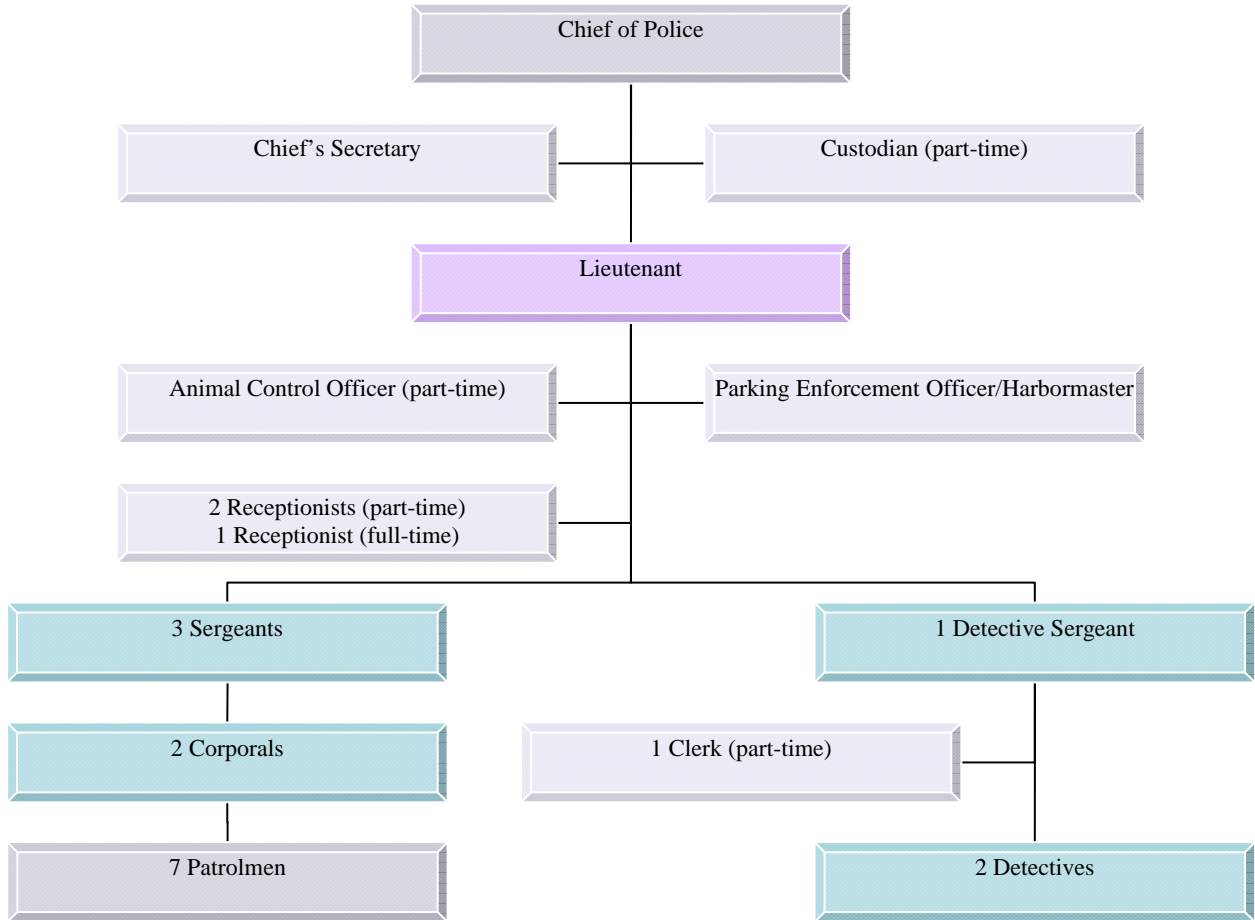 Chief of Police
Chief’s Secretary
Custodian (part-time)
Lieutenant
Animal Control Officer (part-time)
Parking Enforcement Officer/Harbormaster
2 Receptionists (part-time)
1 Receptionist (full-time)
3 Sergeants
1 Detective Sergeant
2 Corporals
1 Clerk (part-time)
7 Patrolmen
2 Detectives